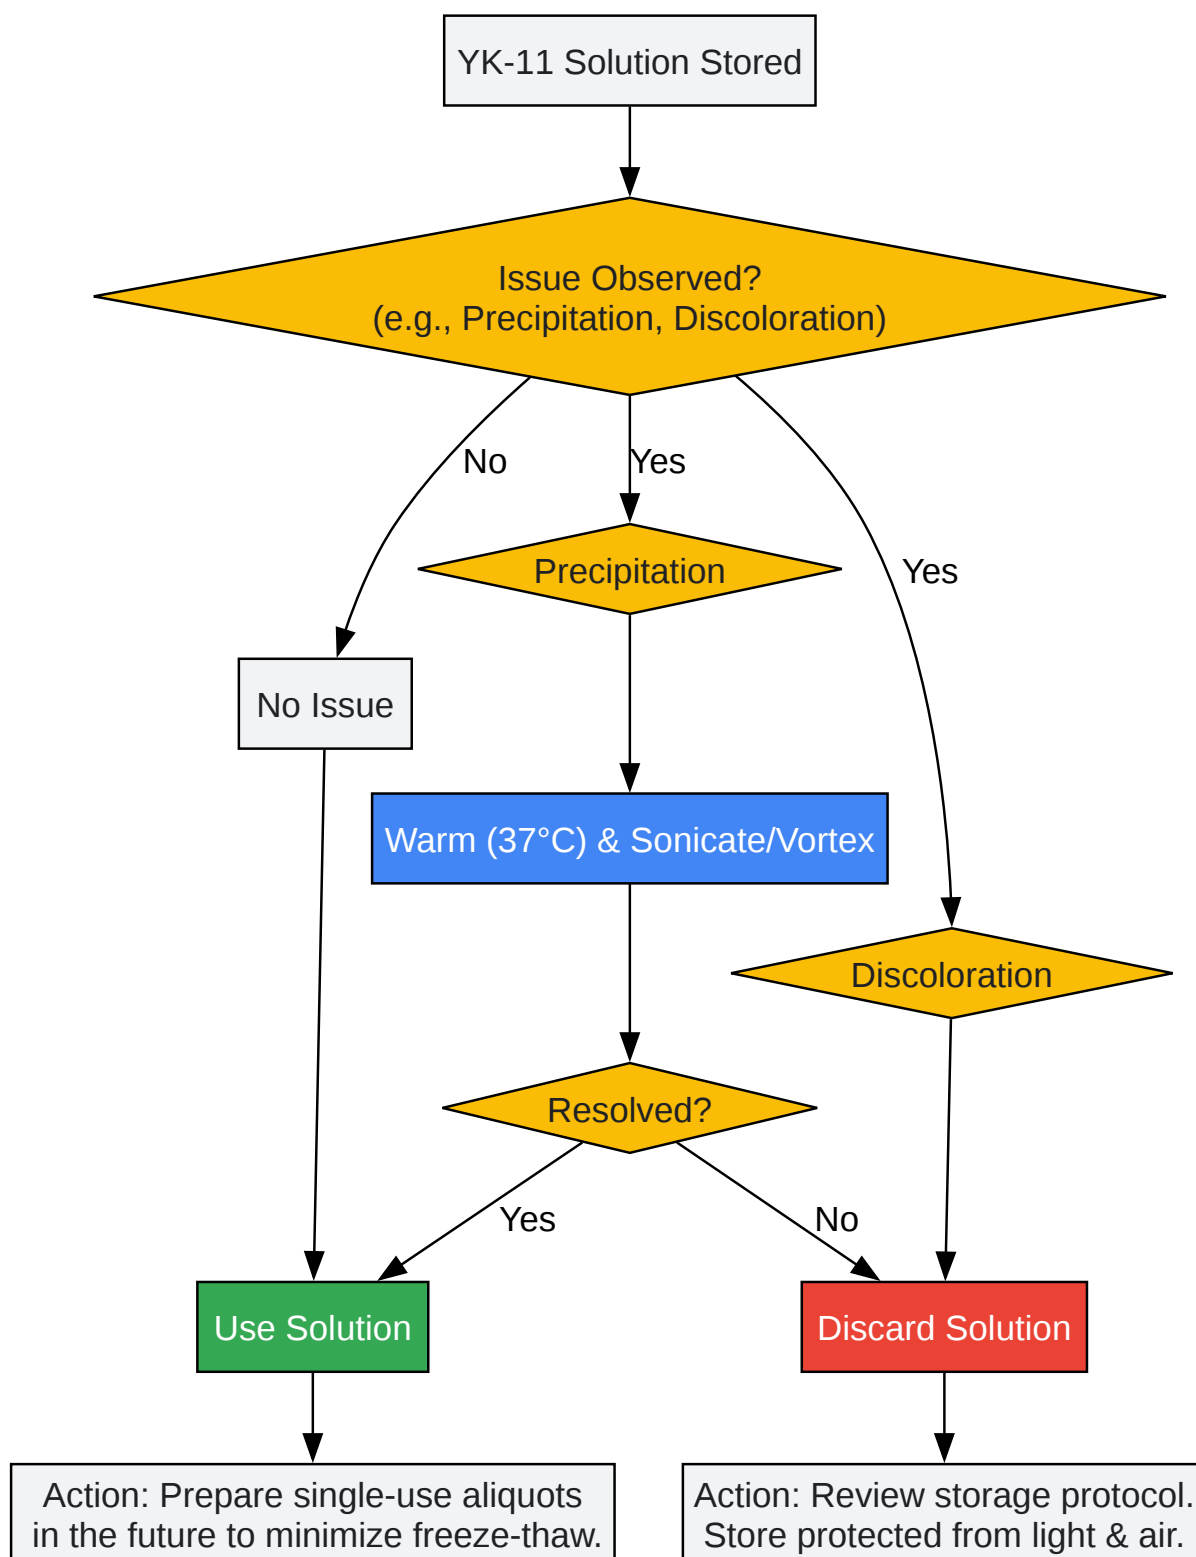 YK-11 Solution Stored
Issue Observed?
(e.g., Precipitation, Discoloration)
No
Yes
Precipitation
Yes
No Issue
Warm (37°C) & Sonicate/Vortex
Discoloration
Resolved?
Yes
No
Use Solution
Discard Solution
Action: Prepare single-use aliquots
in the future to minimize freeze-thaw.
Action: Review storage protocol.
Store protected from light & air.